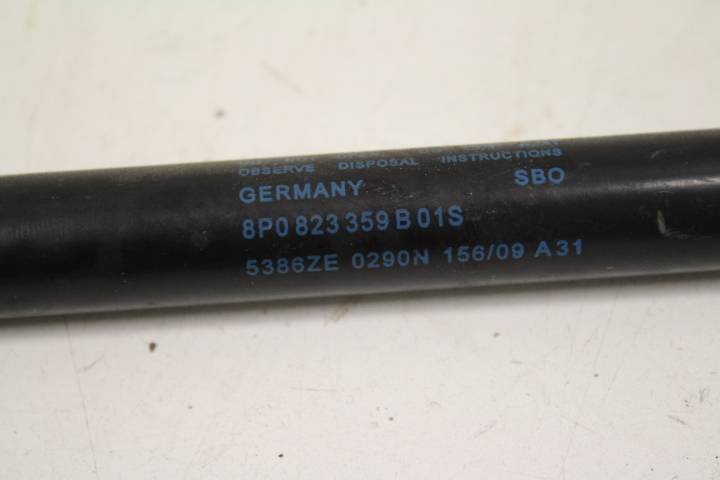 OBSERVE DISPOSAL INSTRUCTIONS
GERMANY SBO
8P0 823 359 B 01S
5386ZE 0290N 156/09 A31